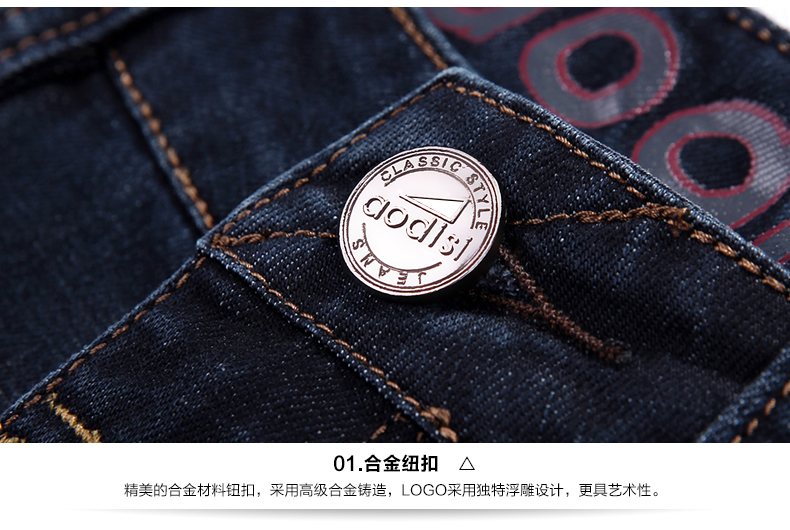 CLASSIC STYLE
aodisi
JEANS
01.合金纽扣 △
精美的合金材料钮扣，采用高级合金铸造，LOGO采用独特浮雕设计，更具艺术性。